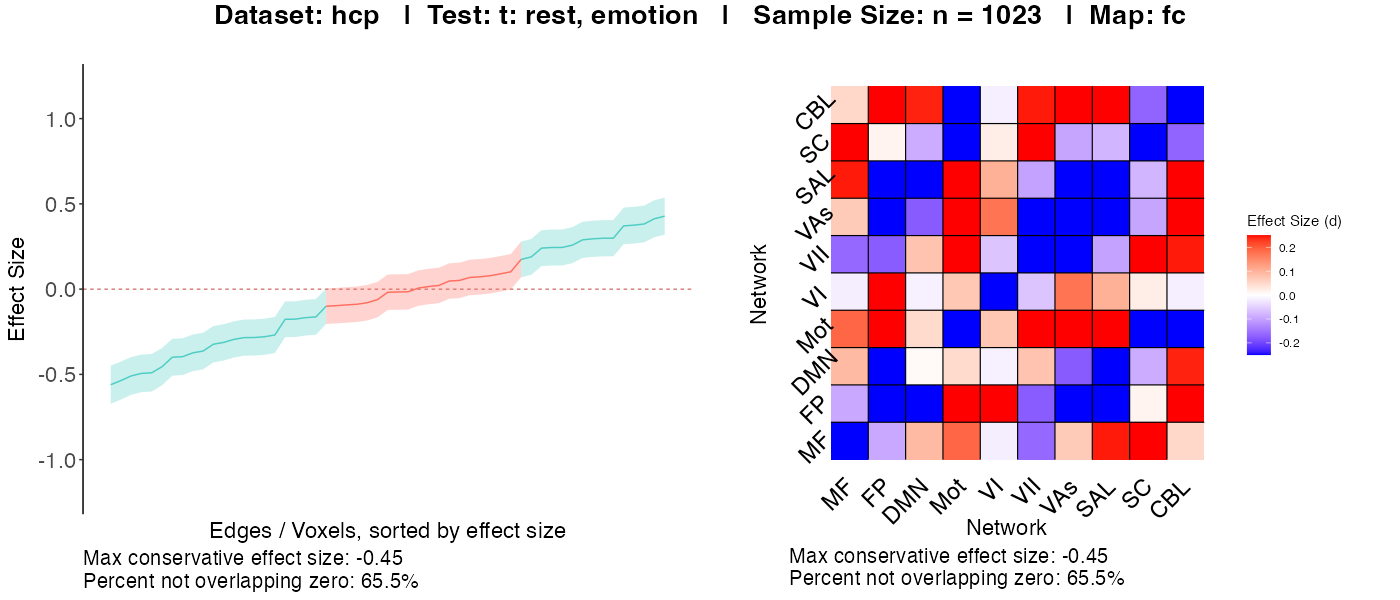 Dataset: hcp | Test: t: rest, emotion | Sample Size: n = 1023 | Map: fc
Effect Size
1.0
0.5
0.0
-0.5
-1.0
Edges / Voxels, sorted by effect size
Max conservative effect size: -0.45
Percent not overlapping zero: 65.5%
Network
CBL
SC
SAL
VAs
VII
VI
Mot
DMN
FP
MF
MF
FP
DMN
Mot
VI
VII
VAs
SAL
SC
CBL
Network
Max conservative effect size: -0.45
Percent not overlapping zero: 65.5%
Effect Size (d)
0.2
0.1
0.0
-0.1
-0.2